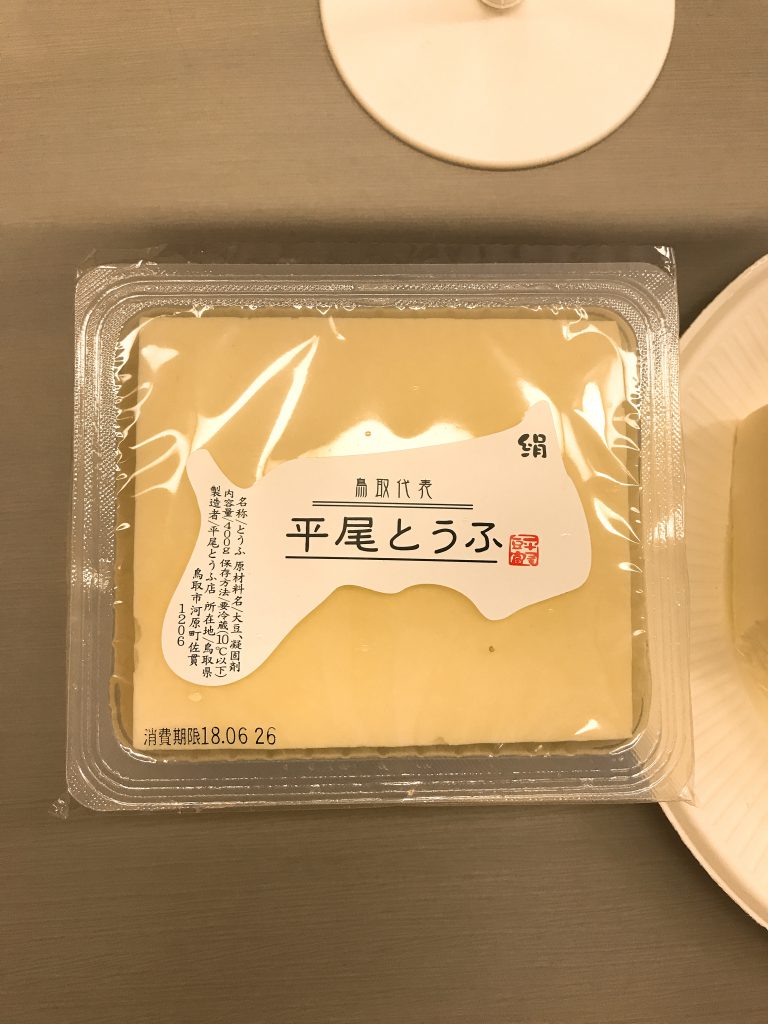 絹
鳥取代表
平尾とうふ
名称/とうふ 原材料名/大豆、凝固剤
内容量/400g 保存方法/要冷蔵(10℃以下)
製造者/平尾とうふ店 所在地/鳥取県
鳥取市河原町佐貫
1206
消費期限18.06 26